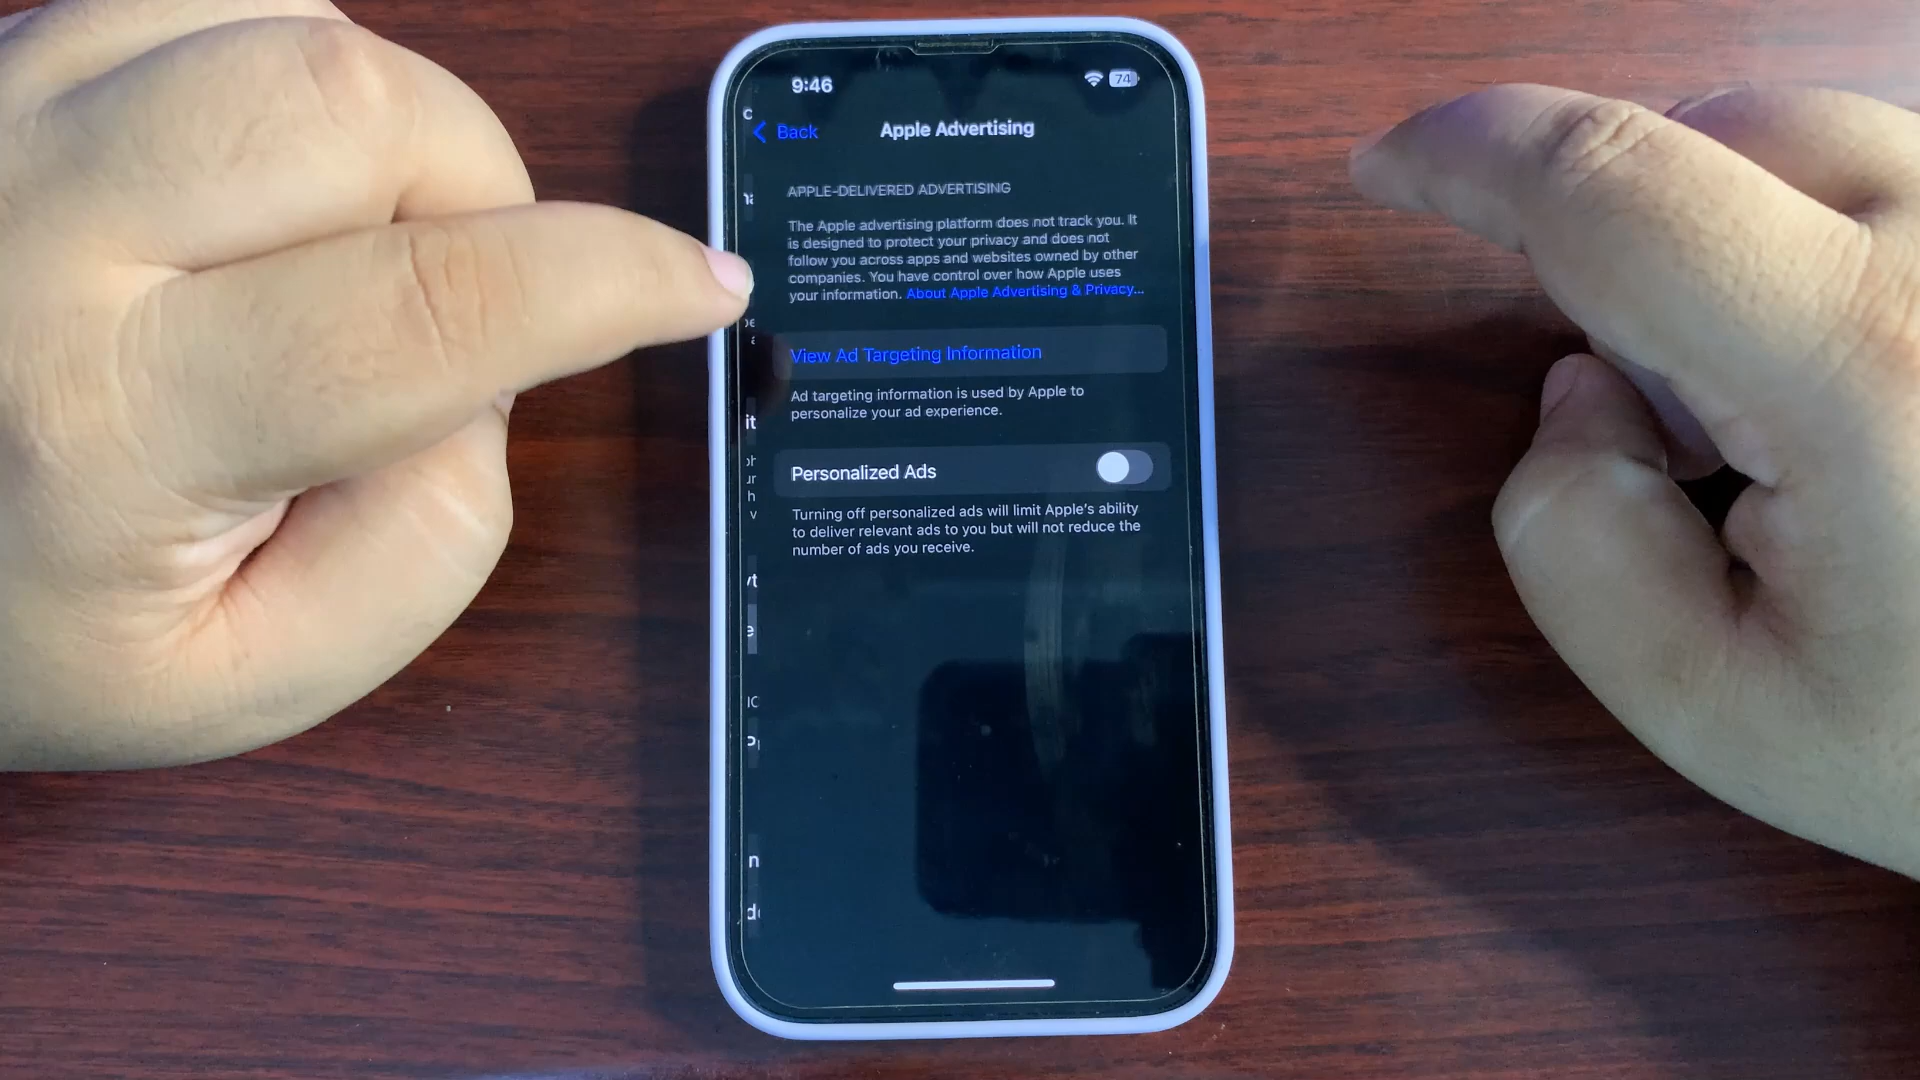 9:46
74
Back
Apple Advertising
APPLE-DELIVERED ADVERTISING
The Apple advertising platform does not track you. It
is designed to protect your privacy and does not
follow you across apps and websites owned by other
companies. You have control over how Apple uses
your information. About Apple Advertising & Privacy...
View Ad Targeting Information
Ad targeting information is used by Apple to
personalize your ad experience.
Personalized Ads
Turning off personalized ads will limit Apple's ability
to deliver relevant ads to you but will not reduce the
number of ads you receive.